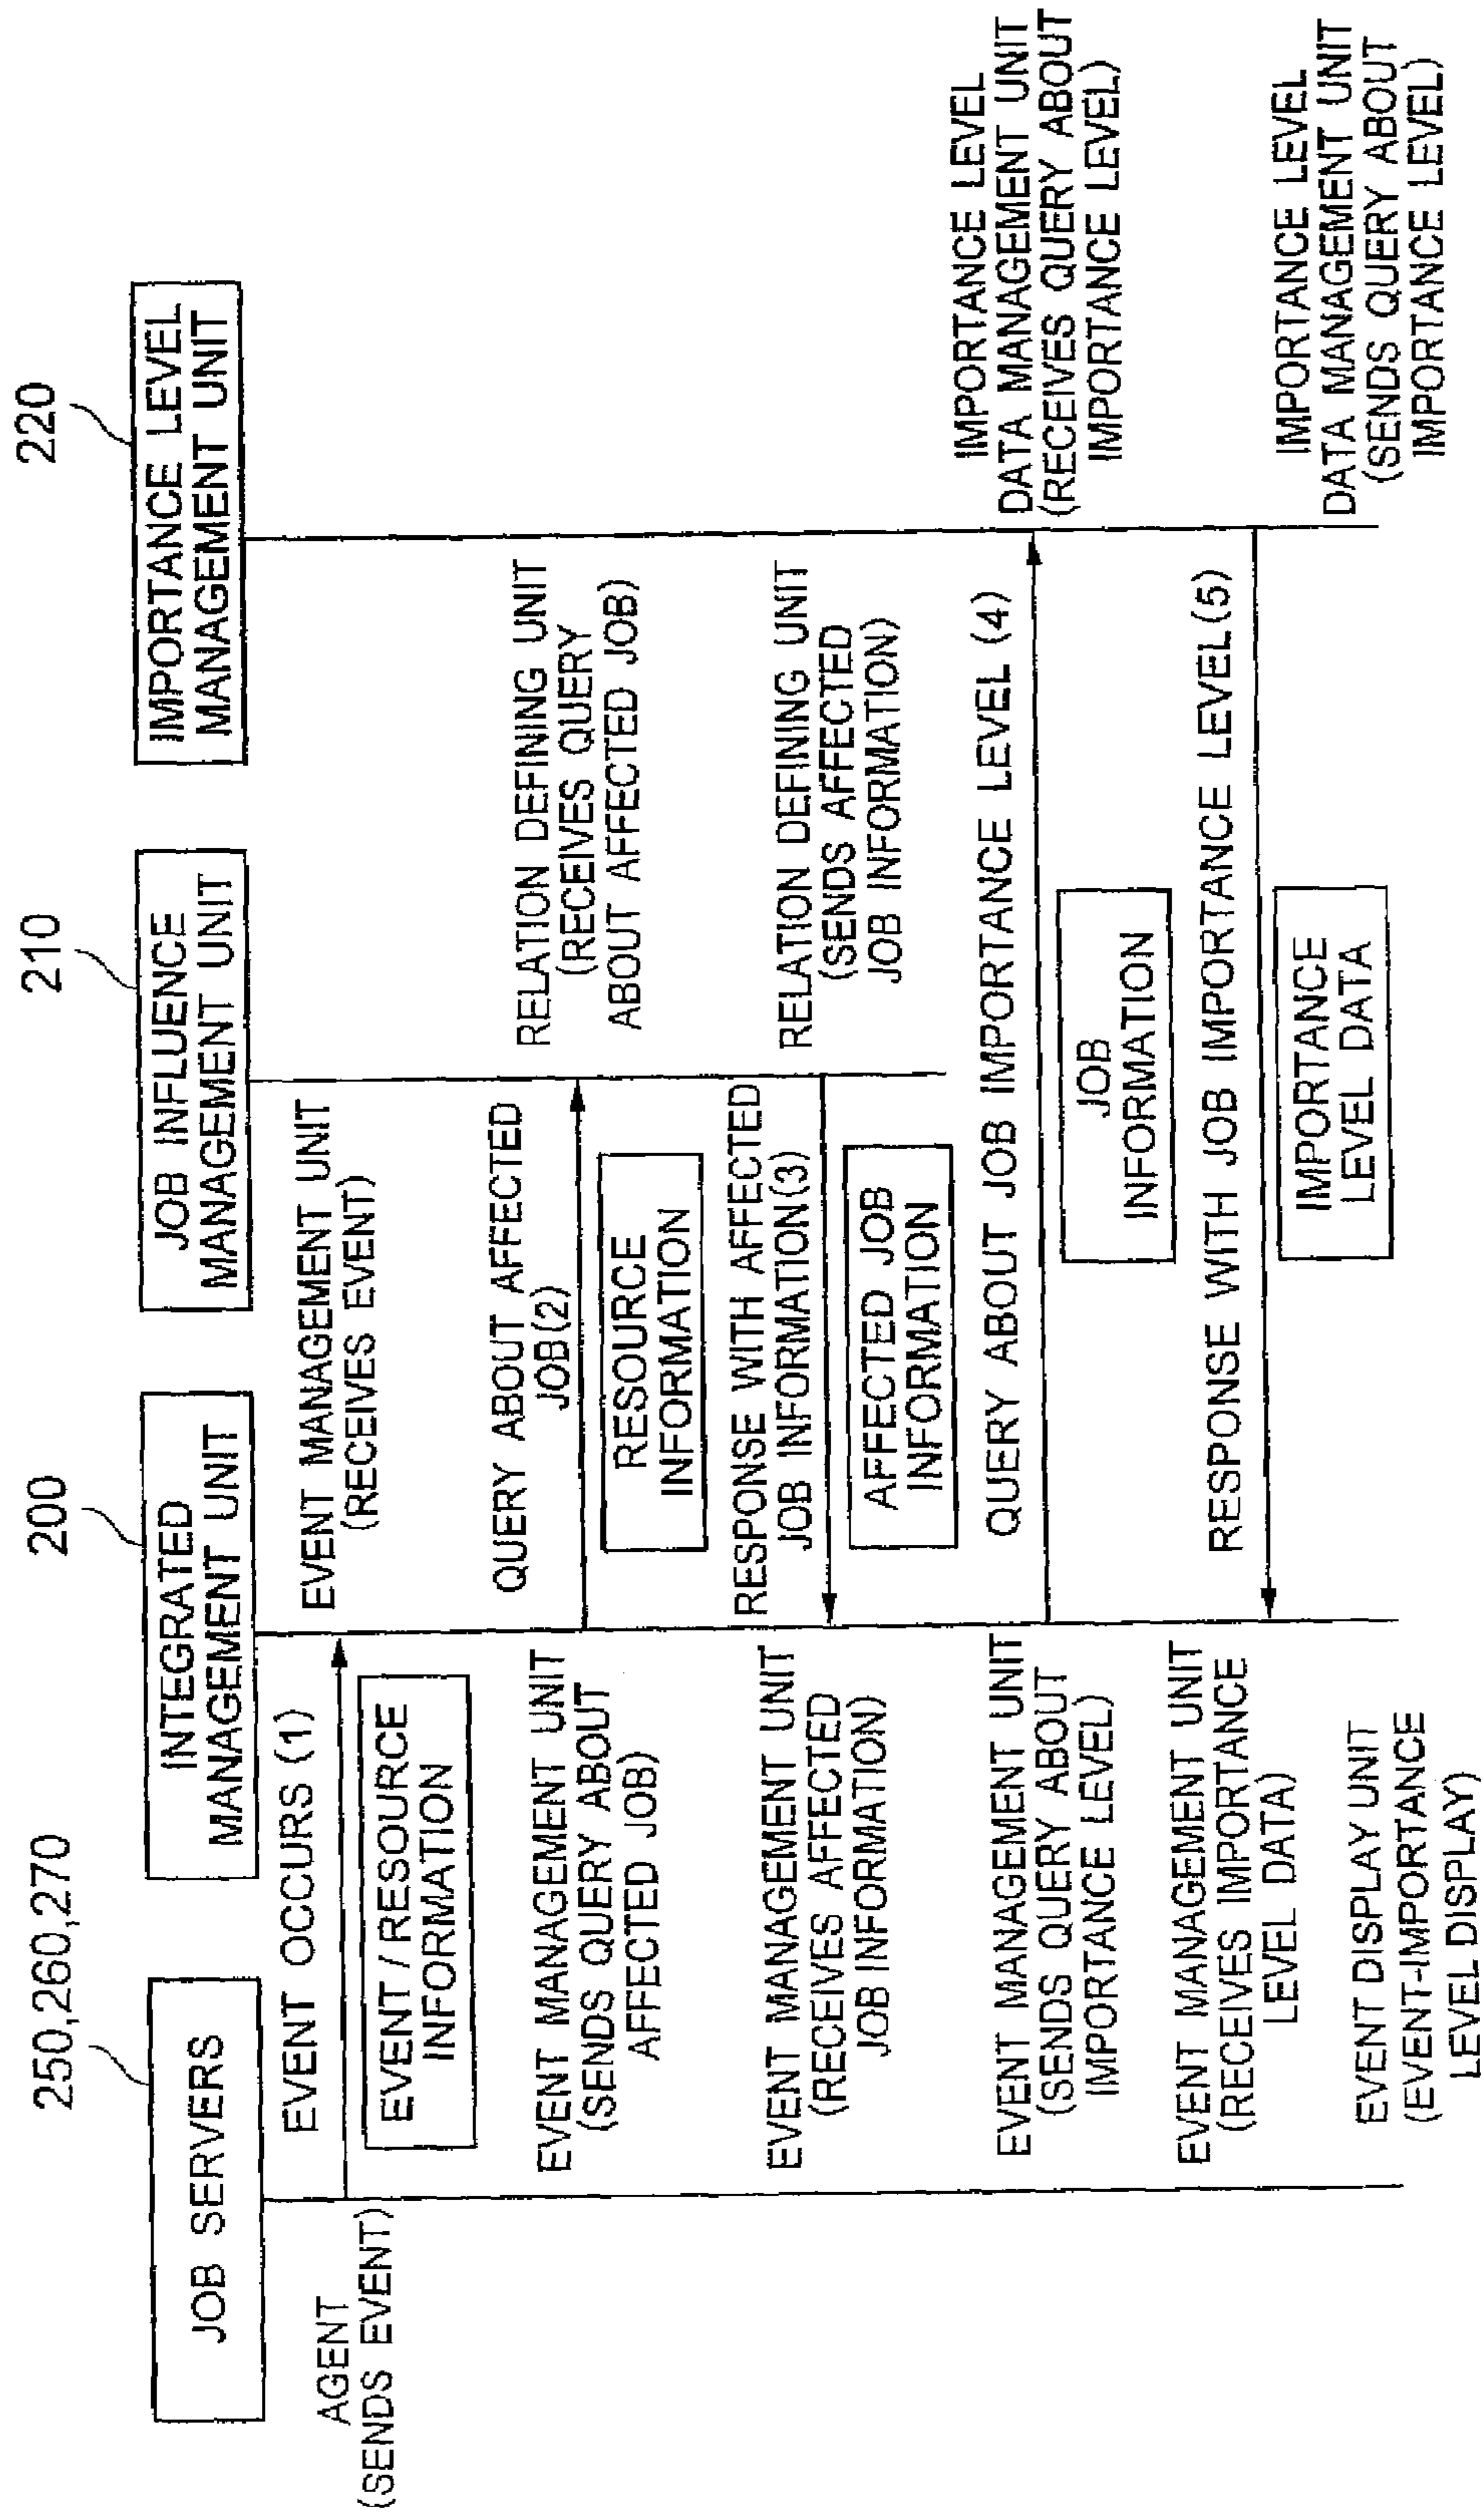 250,260,270
JOB SERVERS
200
INTEGRATED
MANAGEMENT UNIT
210
JOB INFLUENCE
MANAGEMENT UNIT
220
IMPORTANCE LEVEL
MANAGEMENT UNIT
AGENT
(SENDS EVENT)
EVENT OCCURS (1)
EVENT / RESOURCE
INFORMATION
EVENT MANAGEMENT UNIT
(RECEIVES EVENT)
EVENT MANAGEMENT UNIT
(SENDS QUERY ABOUT
AFFECTED JOB)
QUERY ABOUT AFFECTED
JOB(2)
RESOURCE
INFORMATION
RELATION DEFINING UNIT
(RECEIVES QUERY
ABOUT AFFECTED JOB)
EVENT MANAGEMENT UNIT
(RECEIVES AFFECTED
JOB INFORMATION)
RESPONSE WITH AFFECTED
JOB INFORMATION(3)
AFFECTED JOB
INFORMATION
RELATION DEFINING UNIT
(SENDS AFFECTED
JOB INFORMATION)
EVENT MANAGEMENT UNIT
(SENDS QUERY ABOUT
IMPORTANCE LEVEL)
QUERY ABOUT JOB IMPORTANCE LEVEL (4)
JOB
INFORMATION
IMPORTANCE LEVEL
DATA MANAGEMENT UNIT
(RECEIVES QUERY ABOUT
IMPORTANCE LEVEL)
EVENT MANAGEMENT UNIT
(RECEIVES IMPORTANCE
LEVEL DATA)
RESPONSE WITH JOB IMPORTANCE LEVEL(5)
IMPORTANCE
LEVEL DATA
IMPORTANCE LEVEL
DATA MANAGEMENT UNIT
(SENDS QUERY ABOUT
IMPORTANCE LEVEL)
EVENT DISPLAY UNIT
(EVENT-IMPORTANCE
LEVEL DISPLAY)